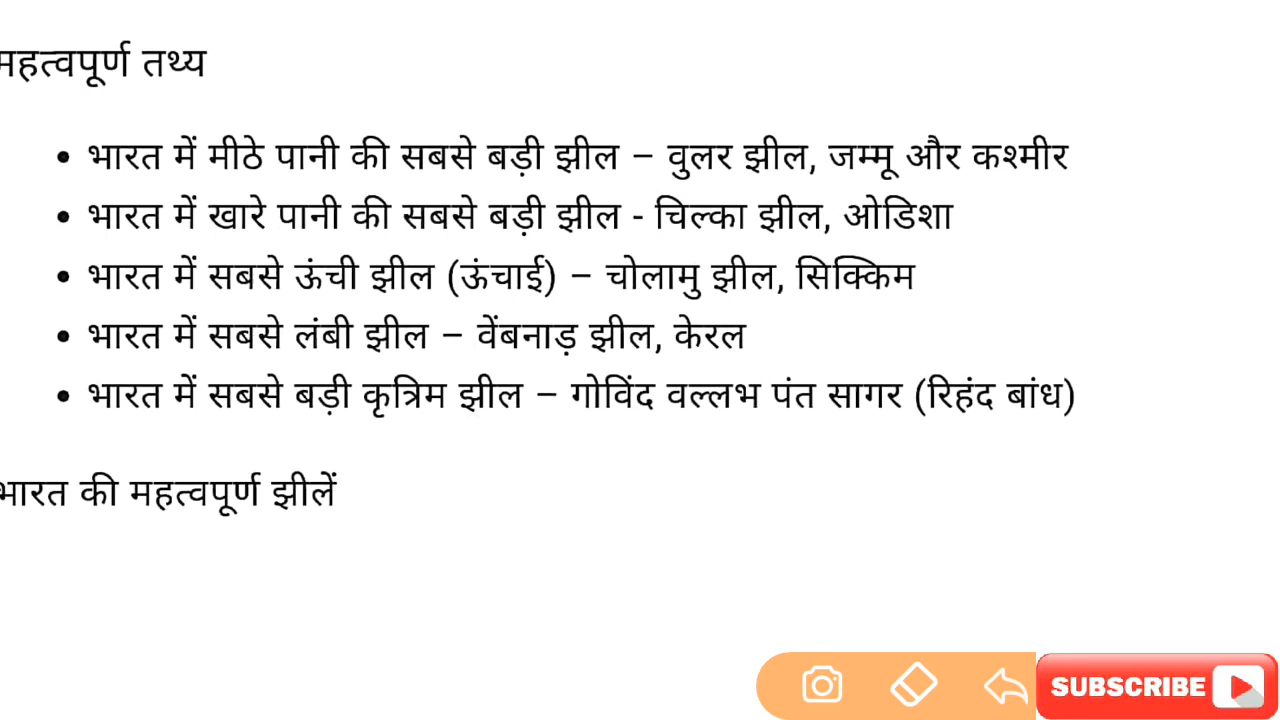 महत्वपूर्ण तथ्य
• भारत में मीठे पानी की सबसे बड़ी झील – वुलर झील, जम्मू और कश्मीर
• भारत में खारे पानी की सबसे बड़ी झील - चिल्का झील, ओडिशा
• भारत में सबसे ऊंची झील (ऊंचाई) – चोलामु झील, सिक्किम
• भारत में सबसे लंबी झील – वेंबनाड़ झील, केरल
• भारत में सबसे बड़ी कृत्रिम झील – गोविंद वल्लभ पंत सागर (रिहंद बांध)
भारत की महत्वपूर्ण झीलें
SUBSCRIBE